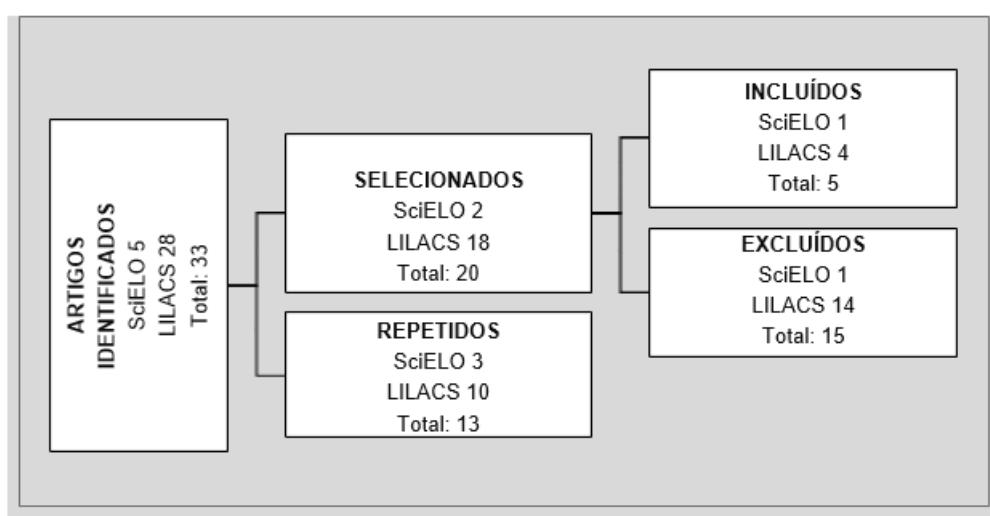 ARTIGOS
IDENTIFICADOS
SciELO 5
LILACS 28
Total: 33
SELECIONADOS
SciELO 2
LILACS 18
Total: 20
REPETIDOS
SciELO 3
LILACS 10
Total: 13
INCLUÍDOS
SciELO 1
LILACS 4
Total: 5
EXCLUÍDOS
SciELO 1
LILACS 14
Total: 15